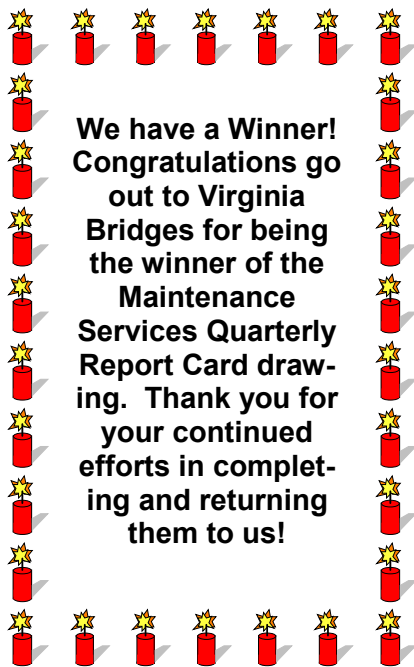 We have a Winner!
Congratulations go
out to Virginia
Bridges for being
the winner of the
Maintenance
Services Quarterly
Report Card draw-
ing.  Thank you for
your continued
efforts in complet-
ing and returning
them to us!